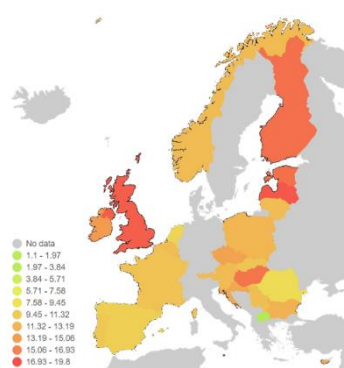 No data
1.1 - 1.97
1.97 - 3.84
3.84 - 5.71
5.71 - 7.58
7.58 - 9.45
9.45 - 11.32
11.32 - 13.19
13.19 - 15.06
15.06 - 16.93
16.93 - 19.8